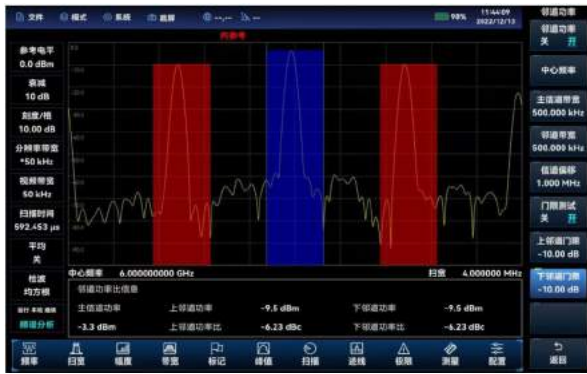 文件 模式 系统 截屏 --,-- --
98% 11:44:09
2022/12/13
内参考
参考电平
0.0 dBm
衰减
10 dB
刻度/格
10.00 dB
分辨率带宽
*50 kHz
视频带宽
50 kHz
扫描时间
592.453 μs
平均
关
检波
均方根
频谱分析
中心频率 6.000000000 GHz 扫宽 4.000000 MHz
邻道功率比信息
主信道功率 上邻道功率 -9.5 dBm 下邻道功率 -9.5 dBm
-3.3 dBm 上邻道功率比 -6.23 dBc 下邻道功率比 -6.23 dBc
频率 扫宽 幅度 带宽 标记 峰值 扫描 迹线 极限 测量 配置
邻道功率
邻道功率
关 开
中心频率
主信道带宽
500.000 kHz
邻道带宽
500.000 kHz
信道偏移
1.000 MHz
门限测试
关 开
上邻道门限
-10.00 dB
下邻道门限
-10.00 dB
返回